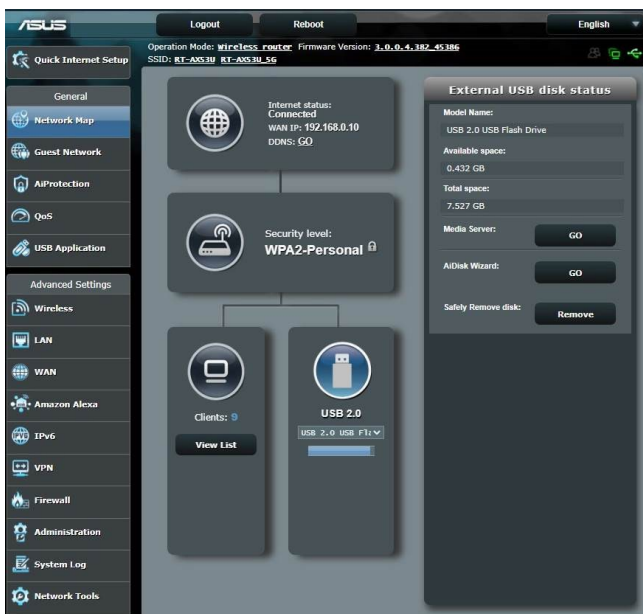 ASUS
Logout
Reboot
English
Operation Mode: Wireless router Firmware Version: 3.0.0.4.382_45386
SSID: RT-AX53U RT-AX53U_5G
Quick Internet Setup
General
Network Map
Guest Network
AiProtection
QoS
USB Application
Advanced Settings
Wireless
LAN
WAN
Amazon Alexa
IPv6
VPN
Firewall
Administration
System Log
Network Tools
Internet status:
Connected
WAN IP: 192.168.0.10
DDNS: GO
Security level:
WPA2-Personal
Clients: 9
View List
USB 2.0
USB 2.0 USB Fla
External USB disk status
Model Name:
USB 2.0 USB Flash Drive
Available space:
0.432 GB
Total space:
7.527 GB
Media Server:
GO
AiDisk Wizard:
GO
Safely Remove disk:
Remove